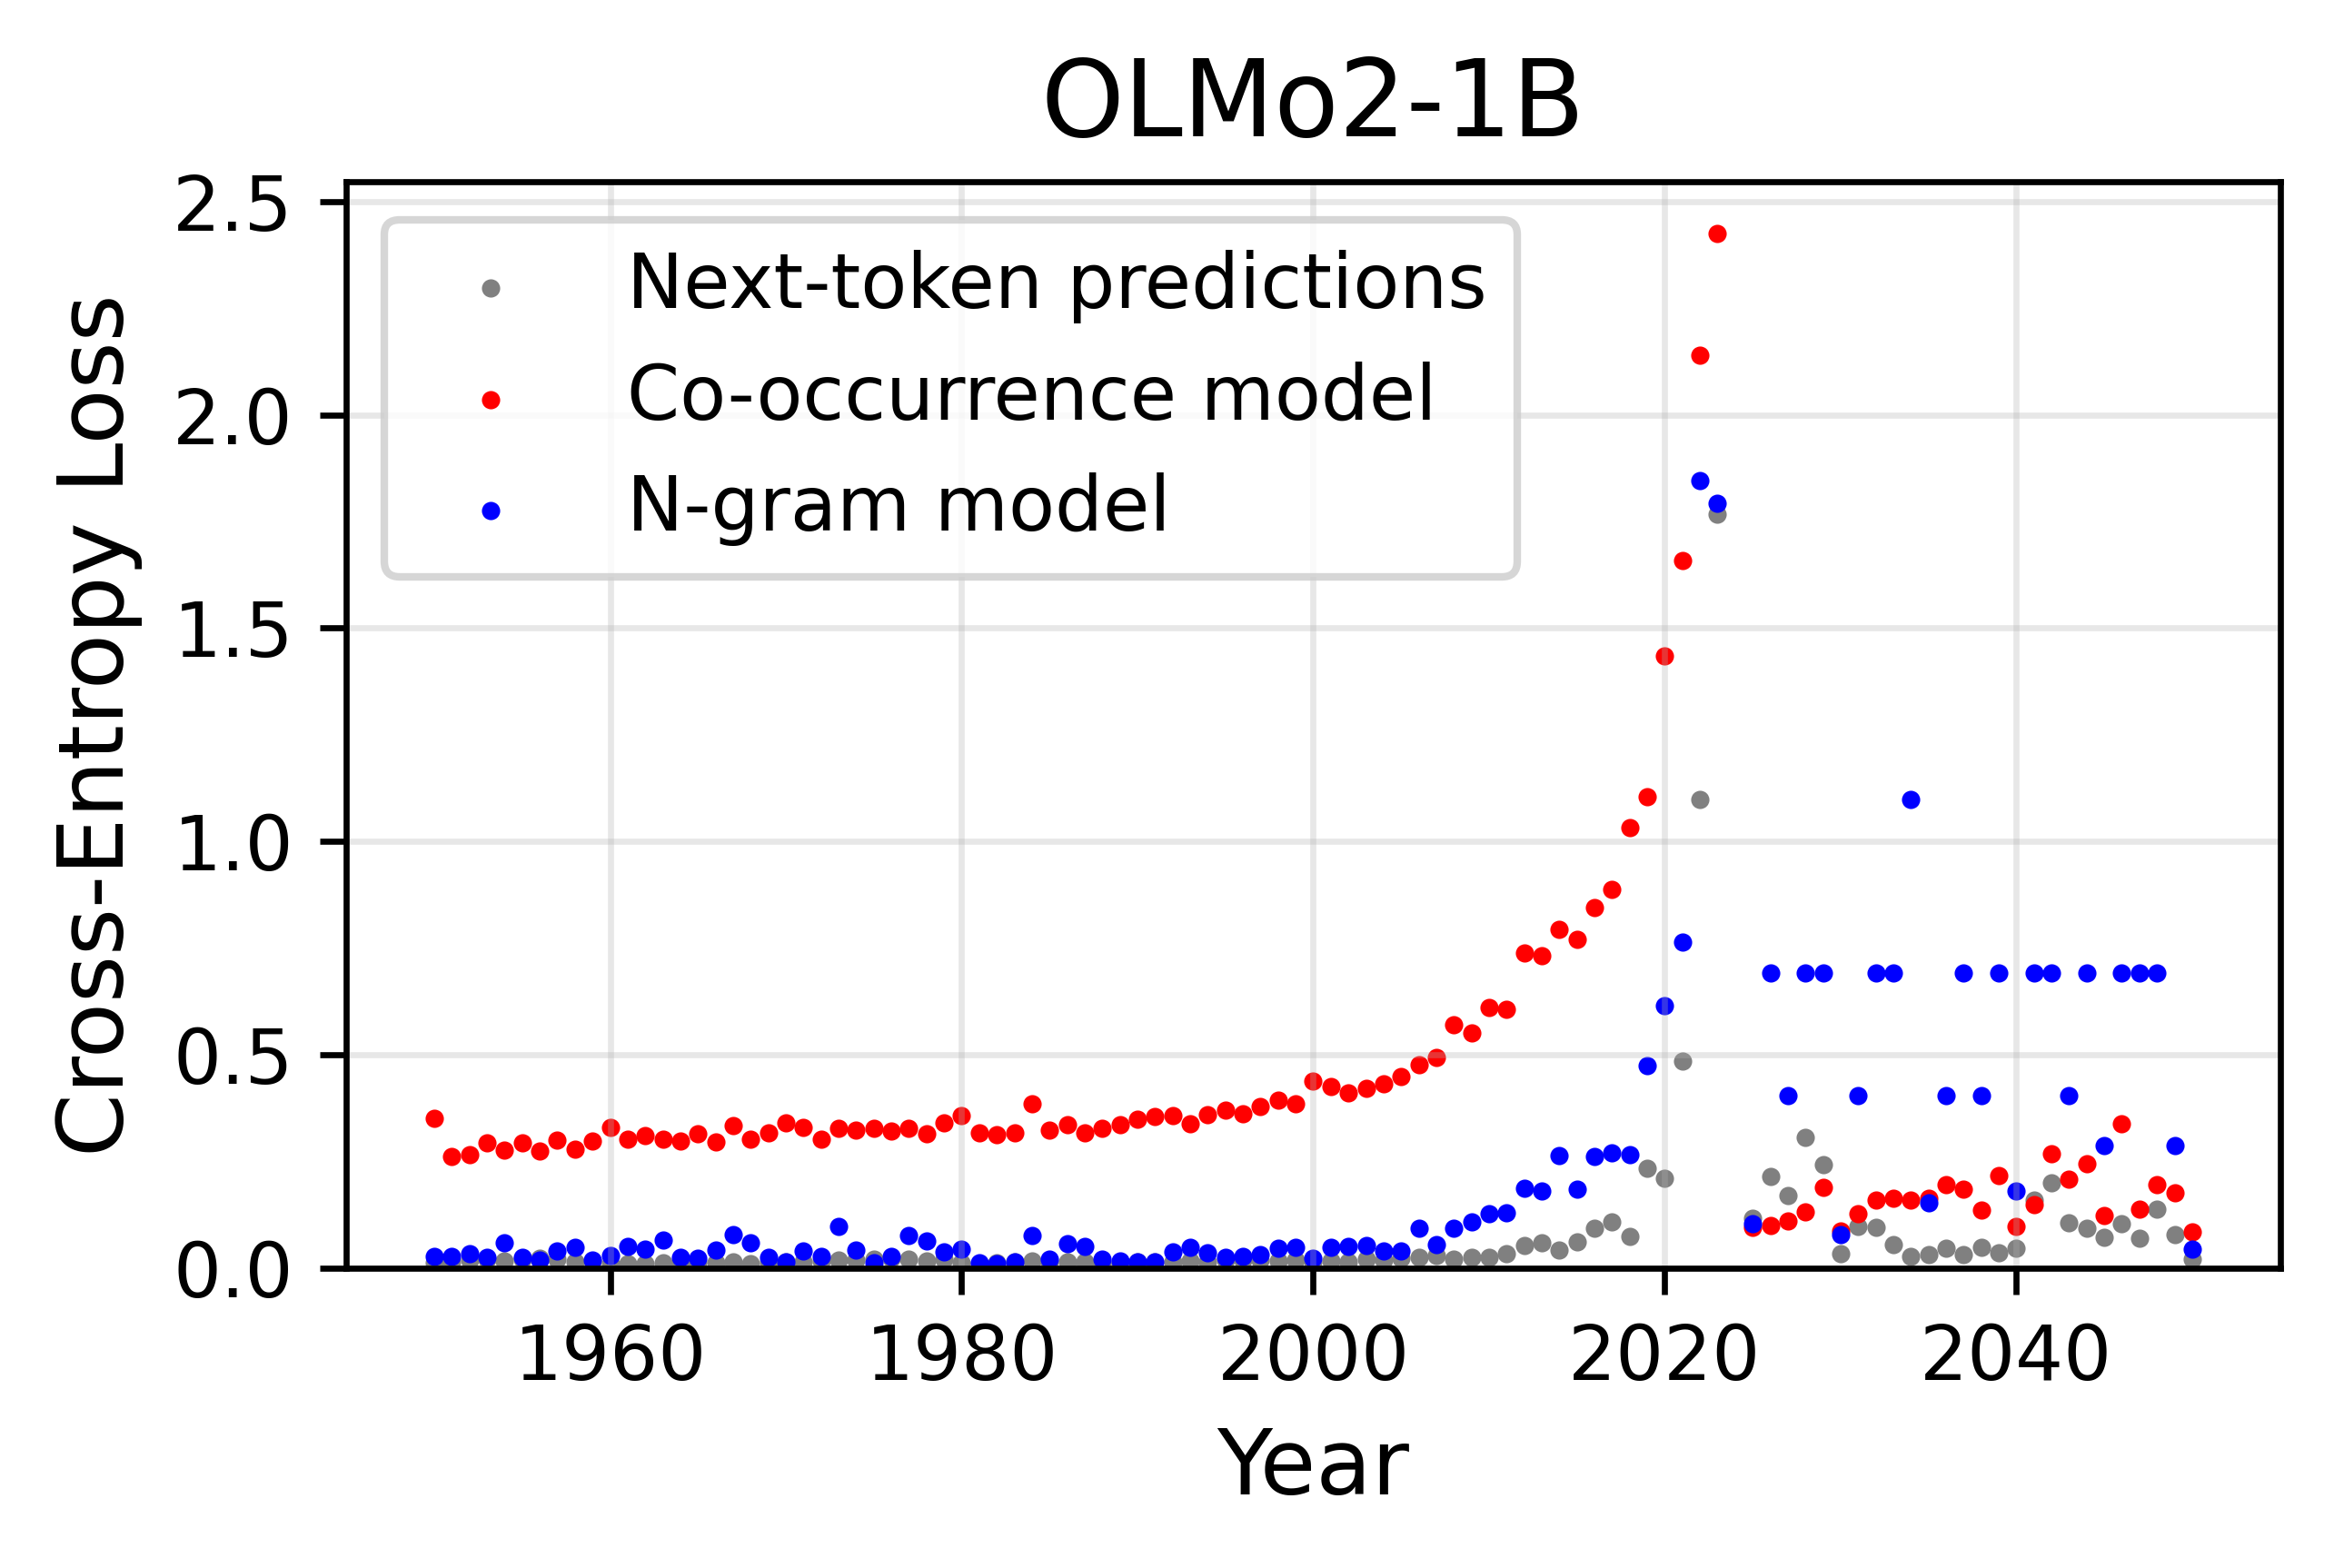 OLMo2-1B
Cross-Entropy Loss
2.5
2.0
1.5
1.0
0.5
0.0
Next-token predictions
Co-occurrence model
N-gram model
1960 1980 2000 2020 2040
Year